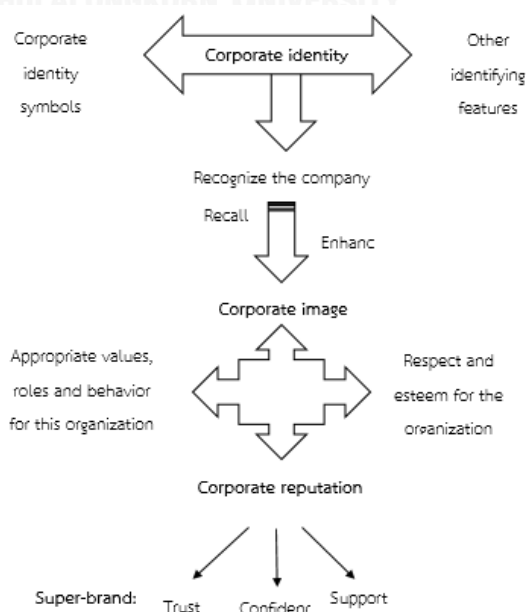 Corporate
identity
symbols
Corporate identity
Other
identifying
features
Recognize the company
Recall
Enhanc
Corporate image
Appropriate values,
roles and behavior
for this organization
Respect and
esteem for the
organization
Corporate reputation
Super-brand:
Trust
Confidenc
Support